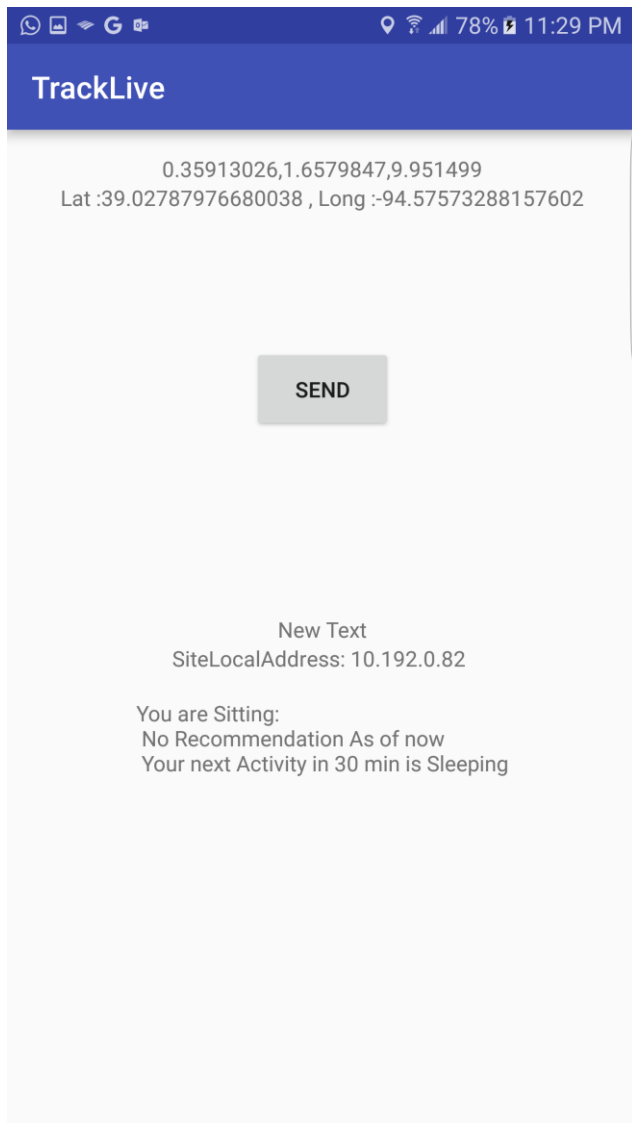 78% 11:29 PM
TrackLive
0.35913026,1.6579847,9.951499
Lat :39.02787976680038 , Long :-94.57573288157602
SEND
New Text
SiteLocalAddress: 10.192.0.82
You are Sitting:
No Recommendation As of now
Your next Activity in 30 min is Sleeping